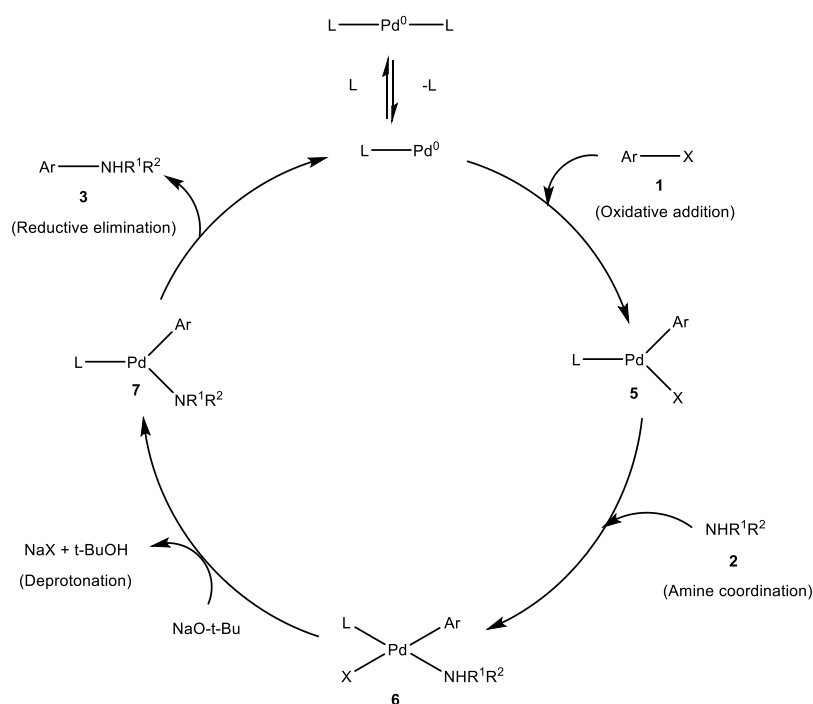 L—Pd⁰—L
L -L
L—Pd⁰
Ar—X
1
(Oxidative addition)
Ar—NHR¹R²
3
(Reductive elimination)
Ar
L—Pd
5
X
Ar
L—Pd
7
NR¹R²
NHR¹R²
2
(Amine coordination)
NaX + t-BuOH
(Deprotonation)
NaO-t-Bu
L Ar
Pd
X NHR¹R²
6